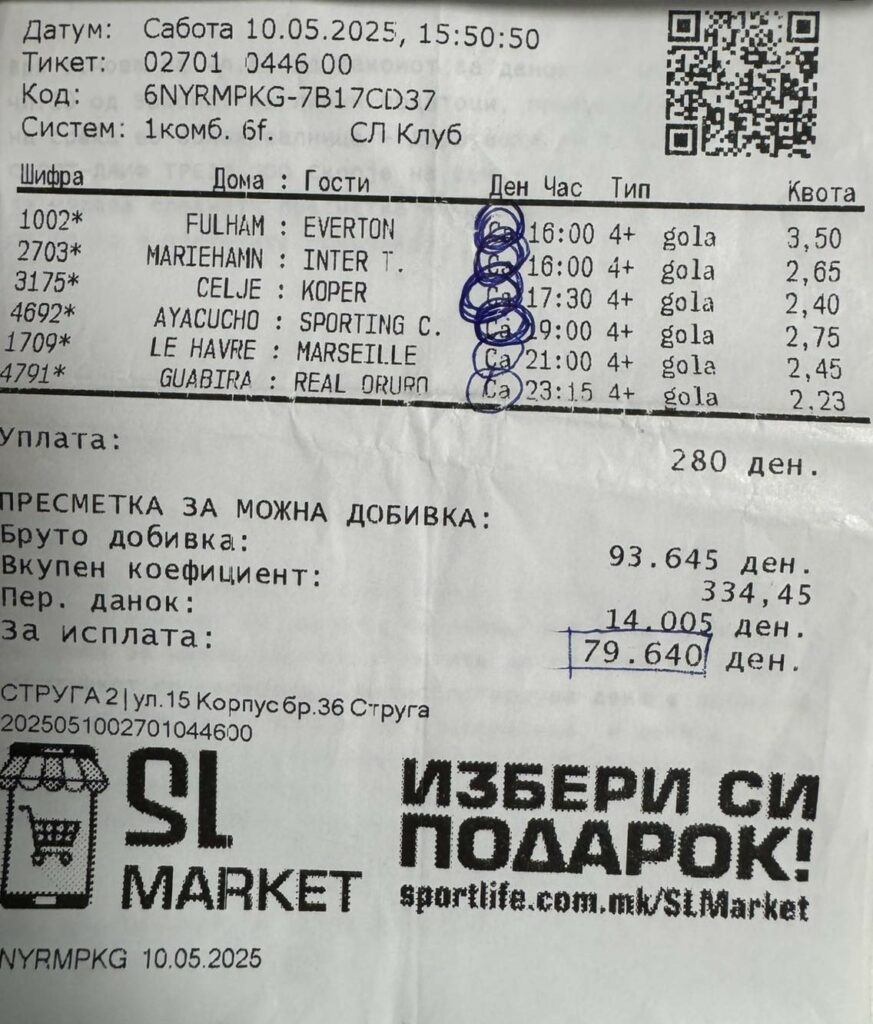 Датум: Сабота 10.05.2025, 15:50:50
Тикет: 02701 0446 00
Код: 6NYRMPKG-7B17CD37
Систем: 1комб. 6f. СЛ Клуб
Шифра Дома : Гости Ден Час Тип Квота
1002* FULHAM : EVERTON Са 16:00 4+ gola 3,50
2703* MARIEHAMN : INTER T. Са 16:00 4+ gola 2,65
3175* CELJE : KOPER Са 17:30 4+ gola 2,40
4692* AYACUCHO : SPORTING C. Са 19:00 4+ gola 2,75
1709* LE HAVRE : MARSEILLE Са 21:00 4+ gola 2,45
4791* GUABIRA : REAL ORURO Са 23:15 4+ gola 2,23
Уплата: 280 ден.
ПРЕСМЕТКА ЗА МОЖНА ДОБИВКА:
Бруто добивка: 93.645 ден.
Вкупен коефициент: 334,45
Пер. данок: 14.005 ден.
За исплата: 79.640 ден.
СТРУГА 2|ул.15 Корпус бр.36 Струга
2025051002701044600
SL
MARKET
ИЗБЕРИ СИ
ПОДАРОК!
sportlife.com.mk/SLMarket
NYRMPKG 10.05.2025